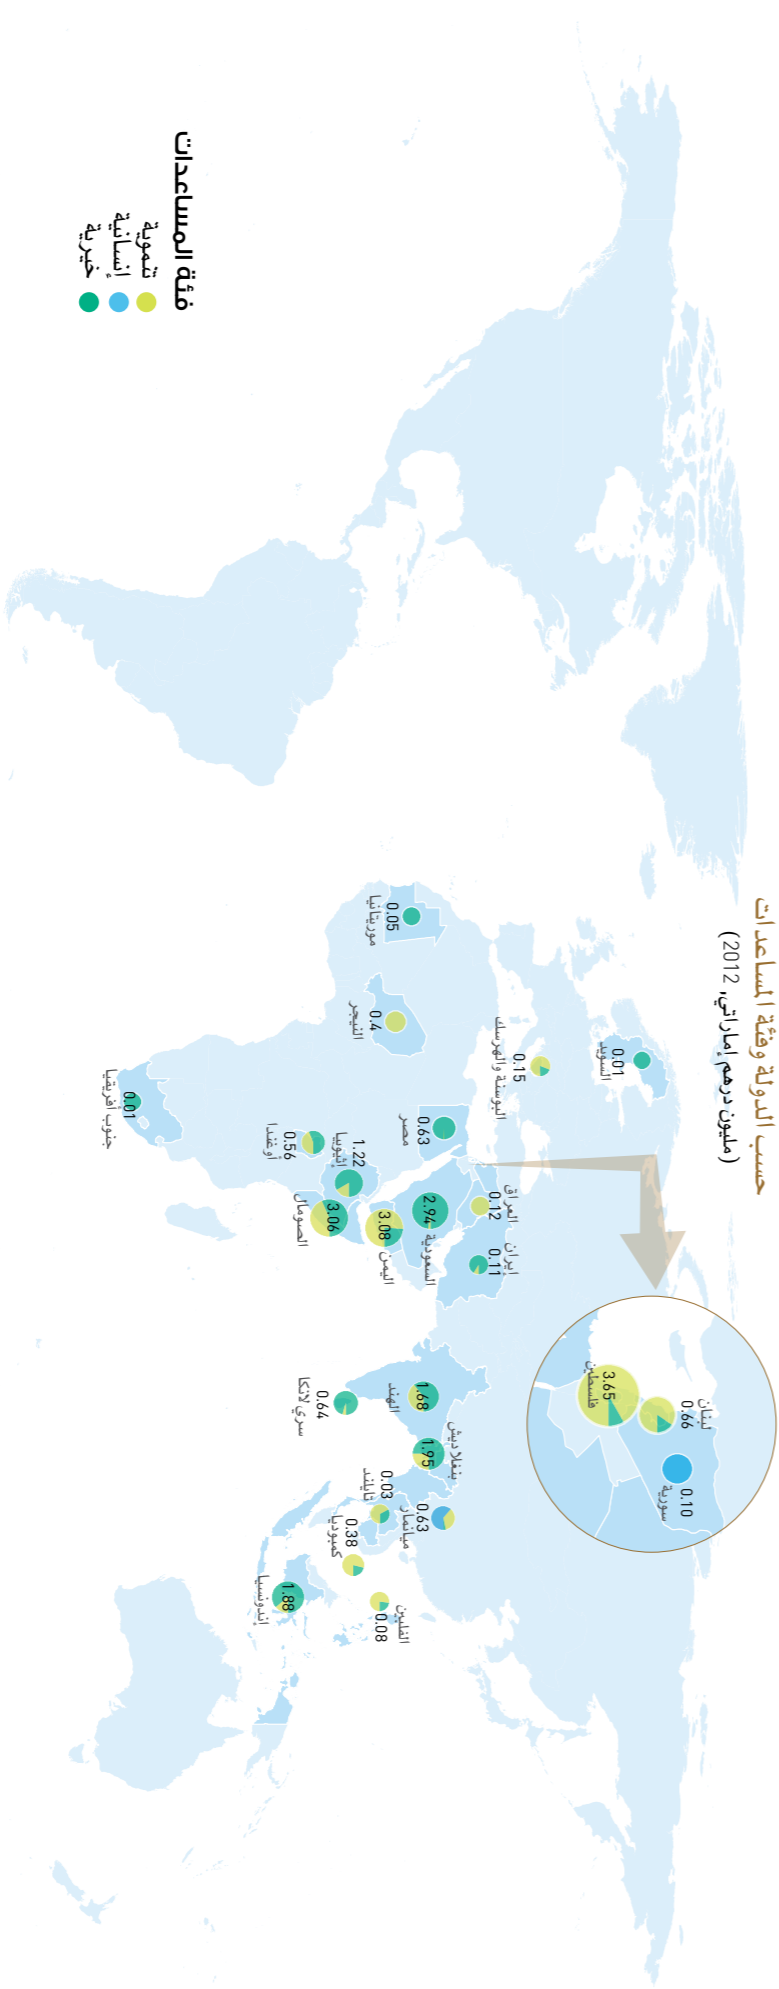 حسب الدولة وفئة المساعدات
(مليون درهم إماراتي, 2012)
0.01
السويد
0.15
البوسنة والهرسك
0.05
موريتانيا
0.4
النيجر
0.63
مصر
العراق
0.12
إيران
0.11
2.94
السعودية
3.08
اليمن
1.22
إثيوبيا
3.06
الصومال
0.56
أوغندا
0.01
جنوب أفريقيا
لبنان
0.66
3.65
فلسطين
0.10
سورية
1.68
الهند
0.64
سري لانكا
بنغلاديش
1.95
0.63
ميانمار
0.03
تايلند
0.38
كمبوديا
الفلبين
0.08
1.88
إندونسيا
فئة المساعدات
تنموية
إنسانية
خيرية